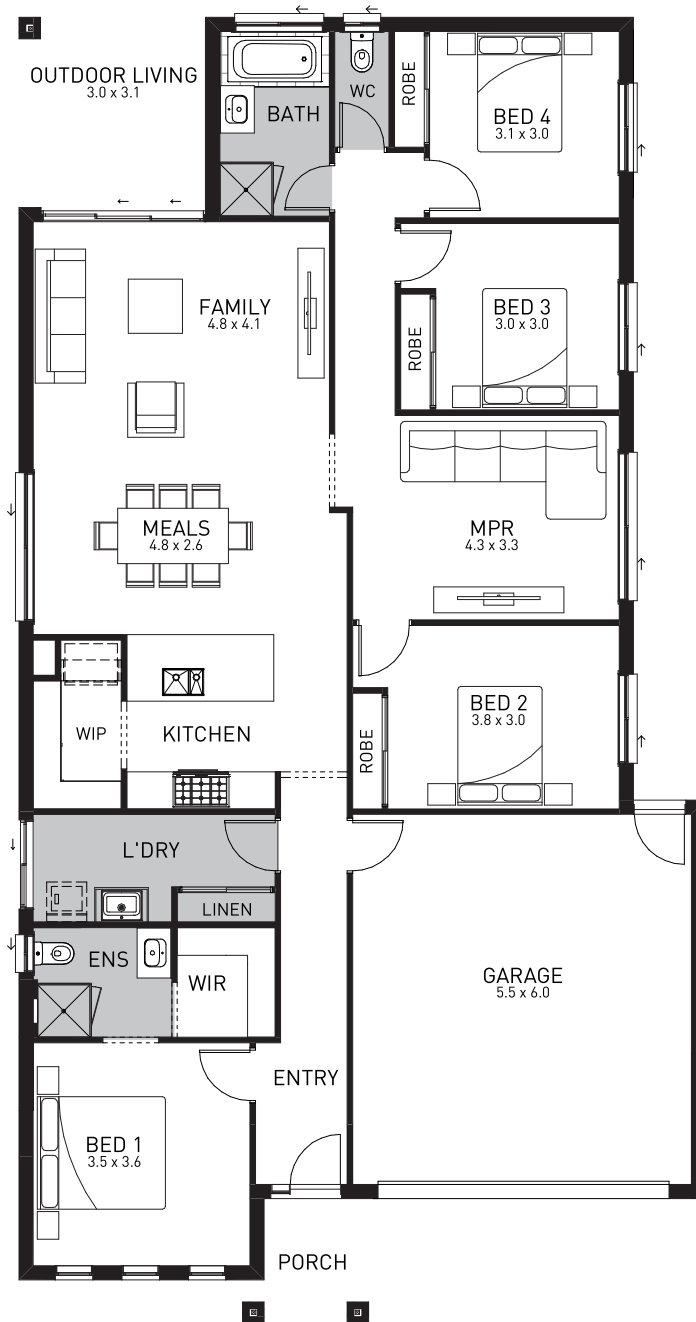 OUTDOOR LIVING
3.0 x 3.1
BATH
WC
ROBE
BED 4
3.1 x 3.0
FAMILY
4.8 x 4.1
BED 3
3.0 x 3.0
ROBE
MEALS
4.8 x 2.6
MPR
4.3 x 3.3
WIP
KITCHEN
BED 2
3.8 x 3.0
ROBE
L'DRY
LINEN
ENS
WIR
GARAGE
5.5 x 6.0
ENTRY
BED 1
3.5 x 3.6
PORCH